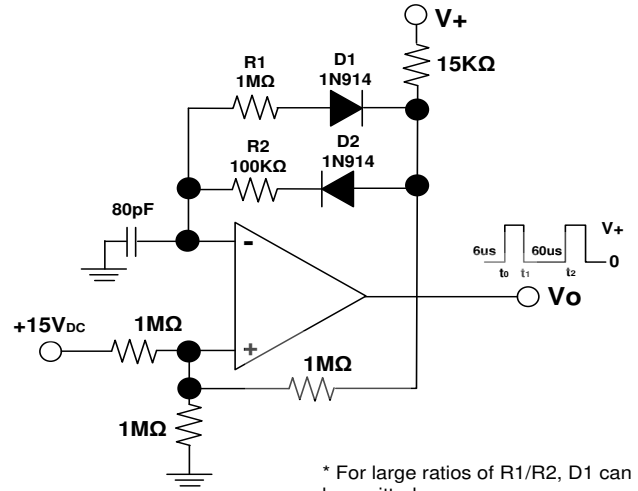 V+
R1
1MΩ
D1
1N914
15KΩ
R2
100KΩ
D2
1N914
80pF
-
V+
6us
60us
0
t0
t1
t2
Vo
+15VDC
1MΩ
+
1MΩ
1MΩ
* For large ratios of R1/R2, D1 can